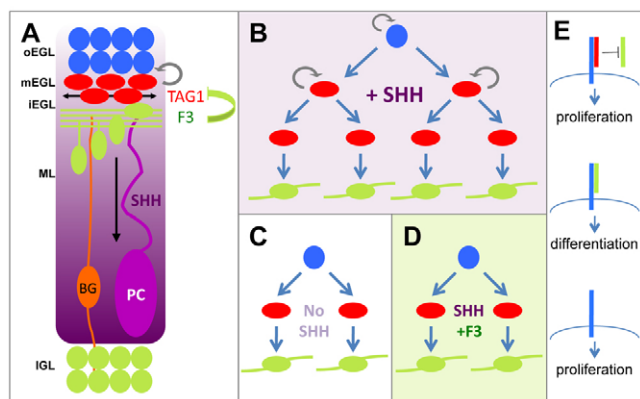 A
oEGL
mEGL
iEGL
TAG1
F3
ML
SHH
BG
PC
IGL
B
+ SHH
C
No
SHH
D
SHH
+F3
E
proliferation
differentiation
proliferation